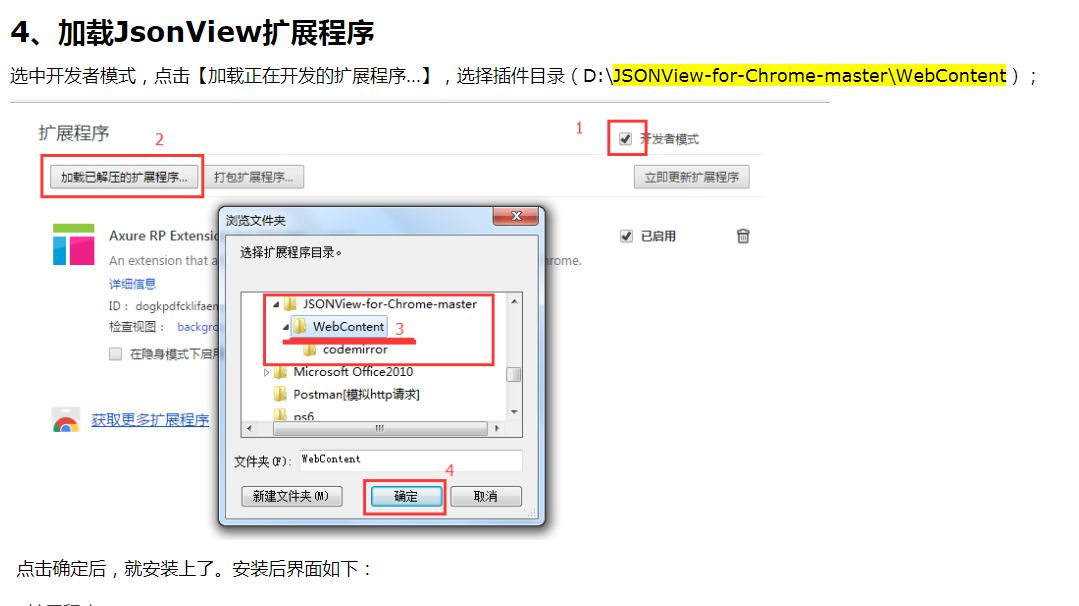 4、加载JsonView扩展程序
选中开发者模式，点击【加载正在开发的扩展程序...】，选择插件目录（D:\JSONView-for-Chrome-master\WebContent）；
扩展程序
2
1
开发者模式
加载已解压的扩展程序...
打包扩展程序...
立即更新扩展程序
浏览文件夹
Axure RP Extensio
已启用
选择扩展程序目录。
An extension that a
hrome.
详细信息
JSONView-for-Chrome-master
ID： dogkpdfcklifaen
WebContent
3
检查视图： backgro
codemirror
在隐身模式下启用
Microsoft Office2010
Postman[模拟http请求]
ps6
获取更多扩展程序
文件夹(F):
WebContent
4
新建文件夹(M)
确定
取消
点击确定后，就安装上了。安装后界面如下：